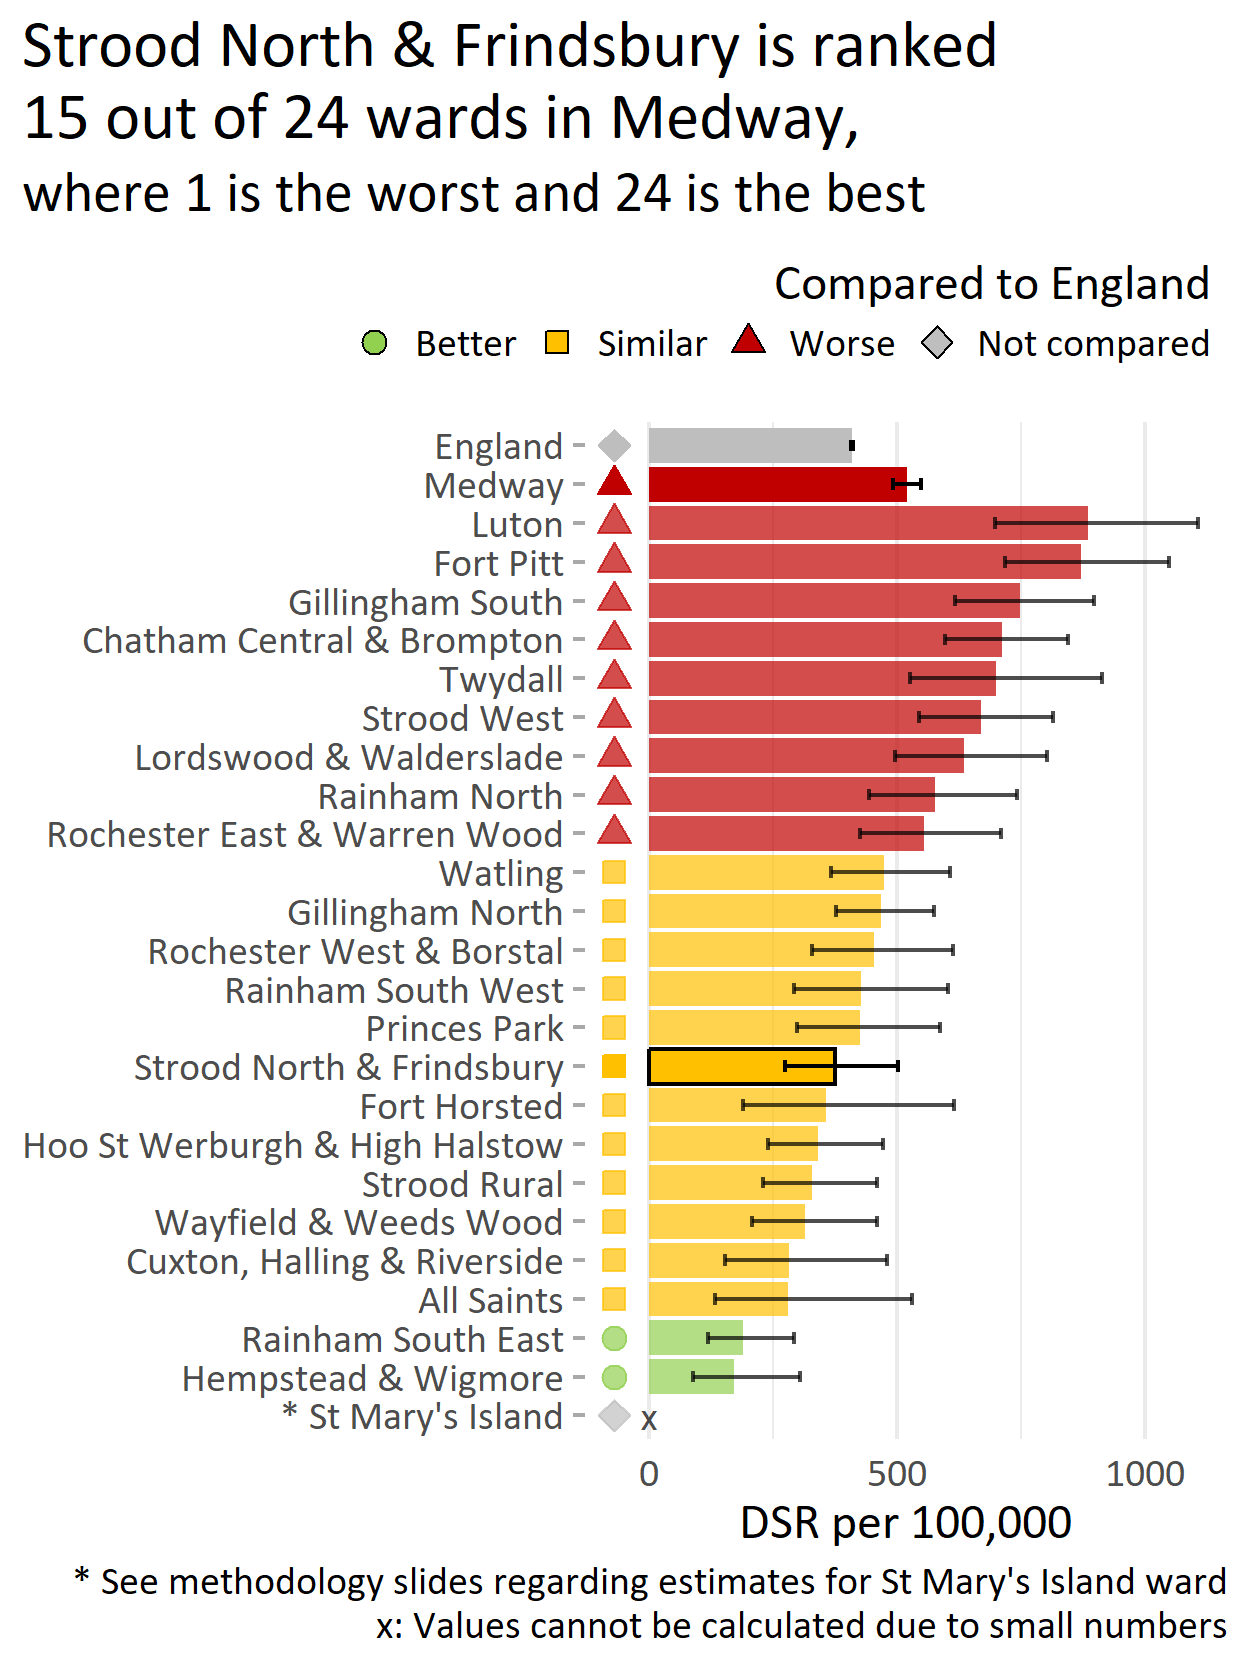 Strood North & Frindsbury is ranked
15 out of 24 wards in Medway,
where 1 is the worst and 24 is the best
Compared to England
Better Similar Worse Not compared
England
Medway
Luton
Fort Pitt
Gillingham South
Chatham Central & Brompton
Twydall
Strood West
Lordswood & Walderslade
Rainham North
Rochester East & Warren Wood
Watling
Gillingham North
Rochester West & Borstal
Rainham South West
Princes Park
Strood North & Frindsbury
Fort Horsted
Hoo St Werburgh & High Halstow
Strood Rural
Wayfield & Weeds Wood
Cuxton, Halling & Riverside
All Saints
Rainham South East
Hempstead & Wigmore
* St Mary's Island x
0 500 1000
DSR per 100,000
* See methodology slides regarding estimates for St Mary's Island ward
x: Values cannot be calculated due to small numbers